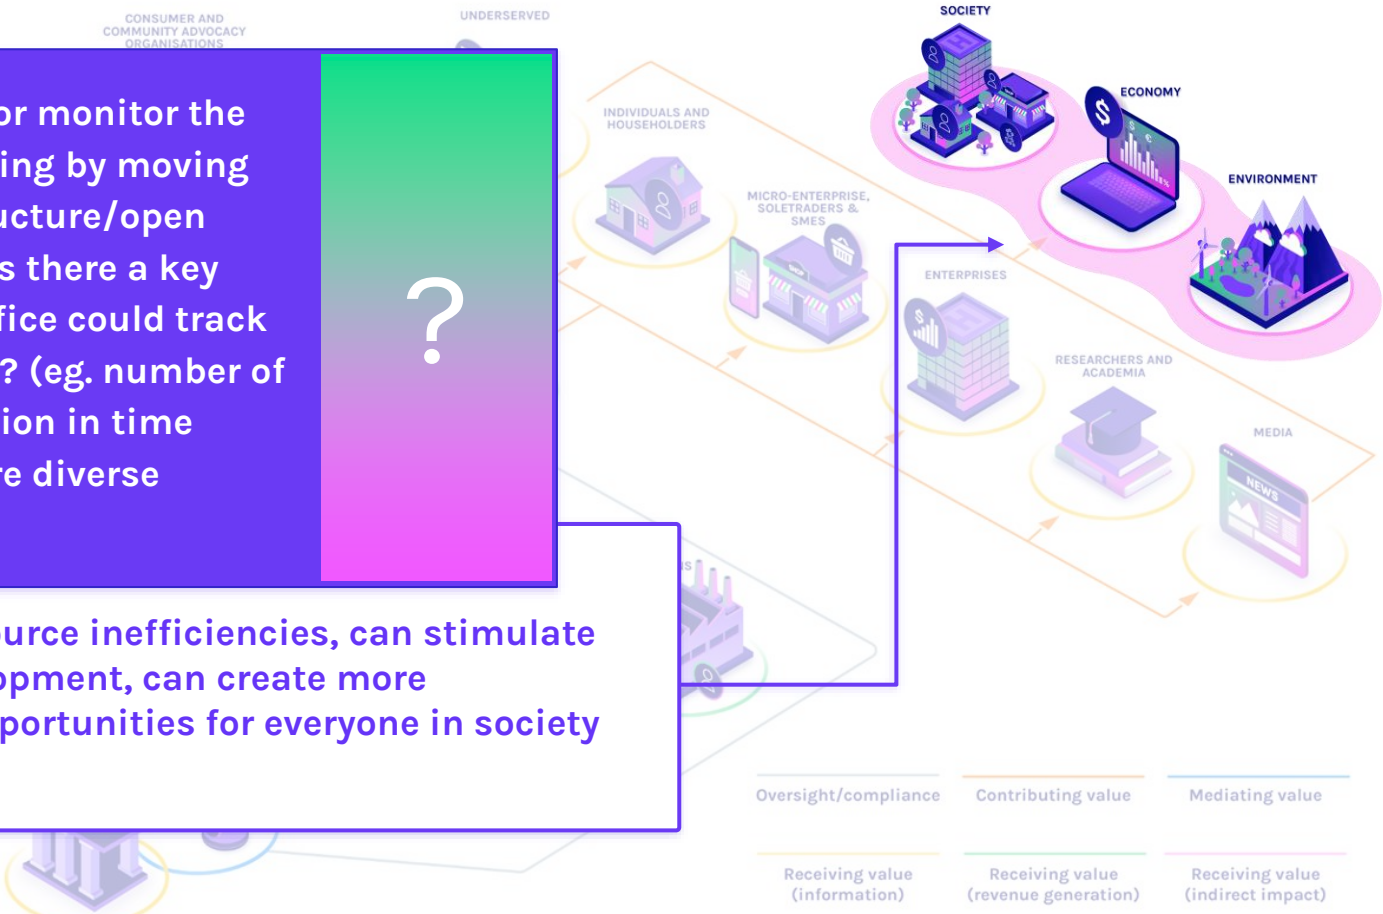 CONSUMER AND
COMMUNITY ADVOCACY
ORGANISATIONS
UNDERSERVED
SOCIETY
ECONOMY
ENVIRONMENT
INDIVIDUALS AND
HOUSEHOLDERS
MICRO-ENTERPRISE,
SOLETRADERS &
SMES
SHOP
ENTERPRISES
RESEARCHERS AND
ACADEMIA
MEDIA
NEWS
or monitor the
ing by moving
ucture/open
s there a key
fice could track
? (eg. number of
ion in time
re diverse
?
urce inefficiencies, can stimulate
opment, can create more
portunities for everyone in society
Oversight/compliance
Contributing value
Mediating value
Receiving value
(information)
Receiving value
(revenue generation)
Receiving value
(indirect impact)